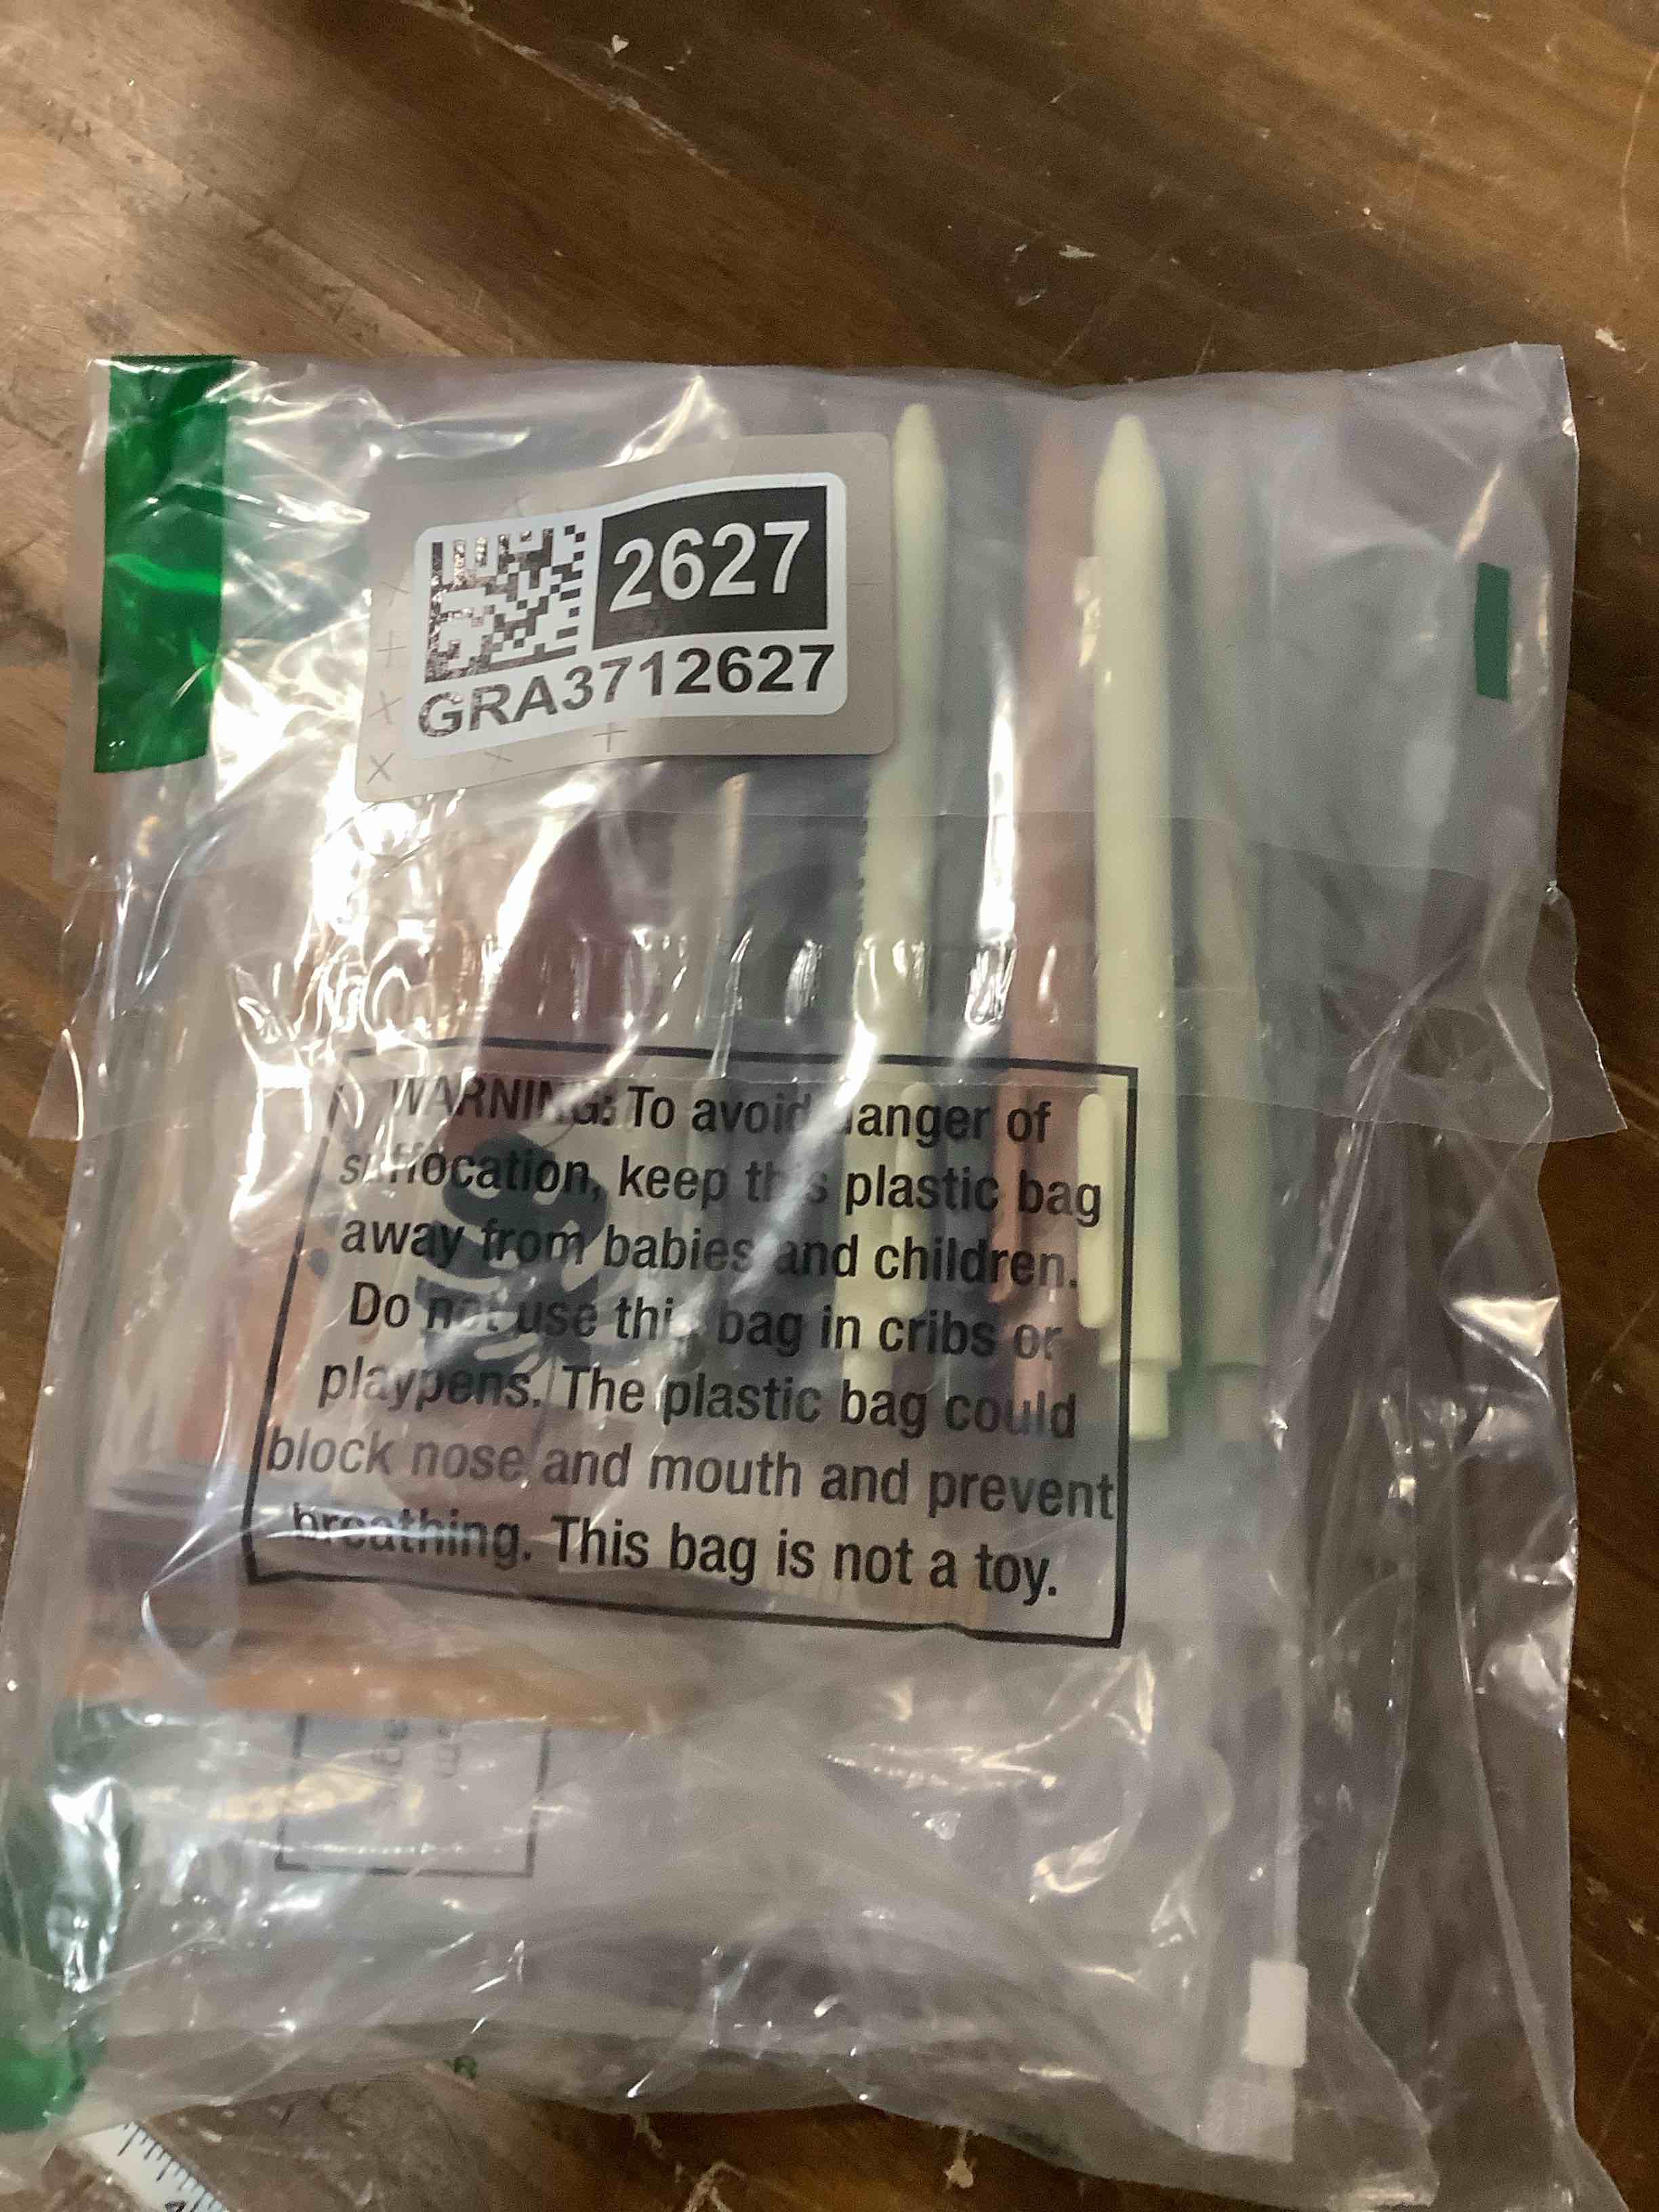 2627
GRA3712627
WARNING: To avoid danger of
suffocation, keep this plastic bag
away from babies and children.
Do not use this bag in cribs or
playpens. The plastic bag could
block nose and mouth and prevent
breathing. This bag is not a toy.